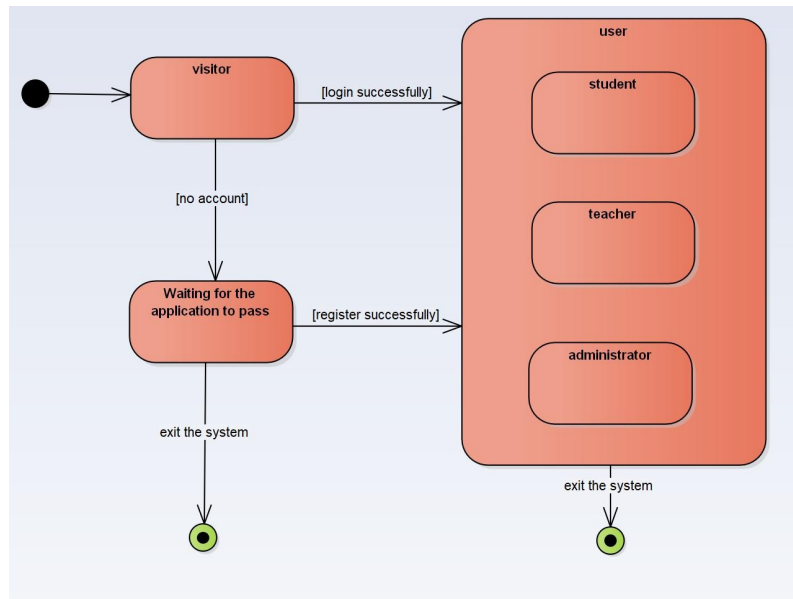 visitor
[login successfully]
user
student
[no account]
teacher
Waiting for the
application to pass
[register successfully]
administrator
exit the system
exit the system